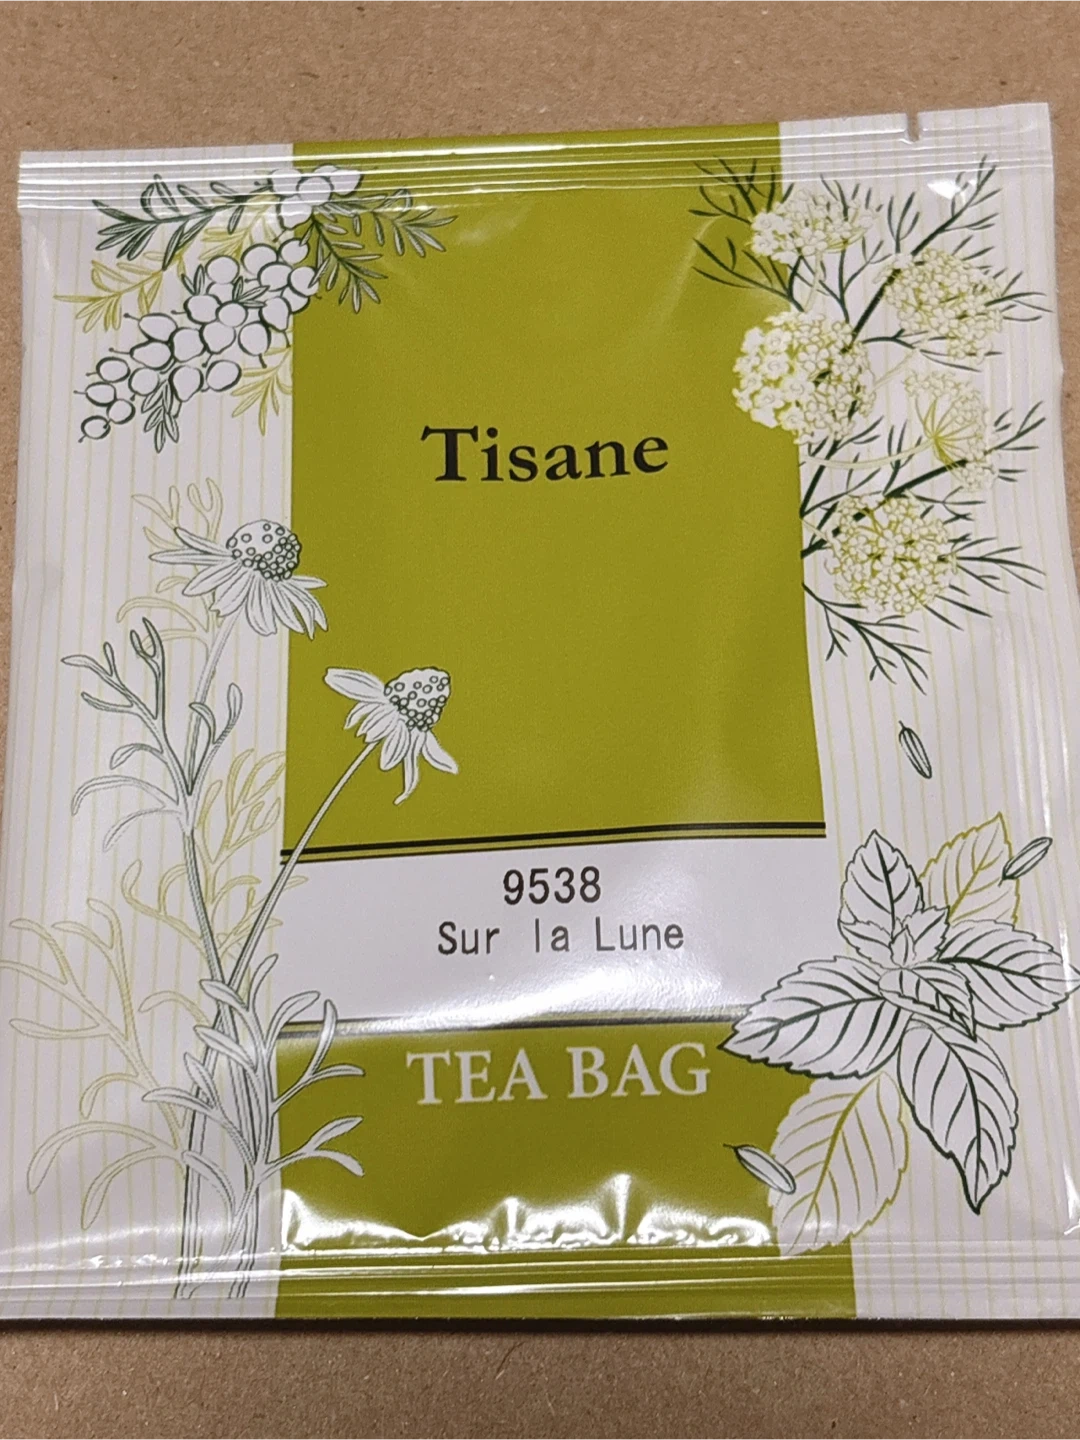 Tisane
9538
Sur la Lune
TEA BAG